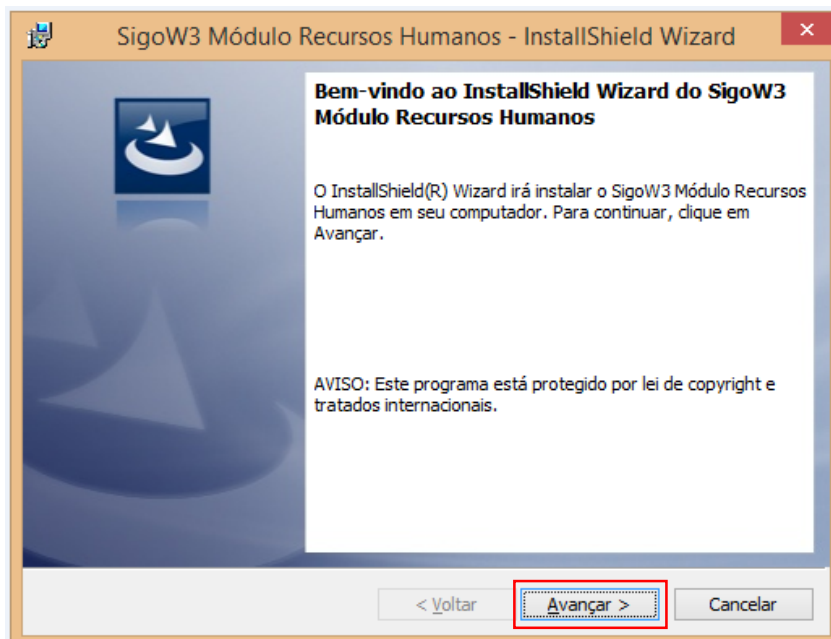 SigoW3 Módulo Recursos Humanos - InstallShield Wizard
Bem-vindo ao InstallShield Wizard do SigoW3
Módulo Recursos Humanos
O InstallShield(R) Wizard irá instalar o SigoW3 Módulo Recursos
Humanos em seu computador. Para continuar, clique em
Avançar.
AVISO: Este programa está protegido por lei de copyright e
tratados internacionais.
< Voltar Avançar > Cancelar